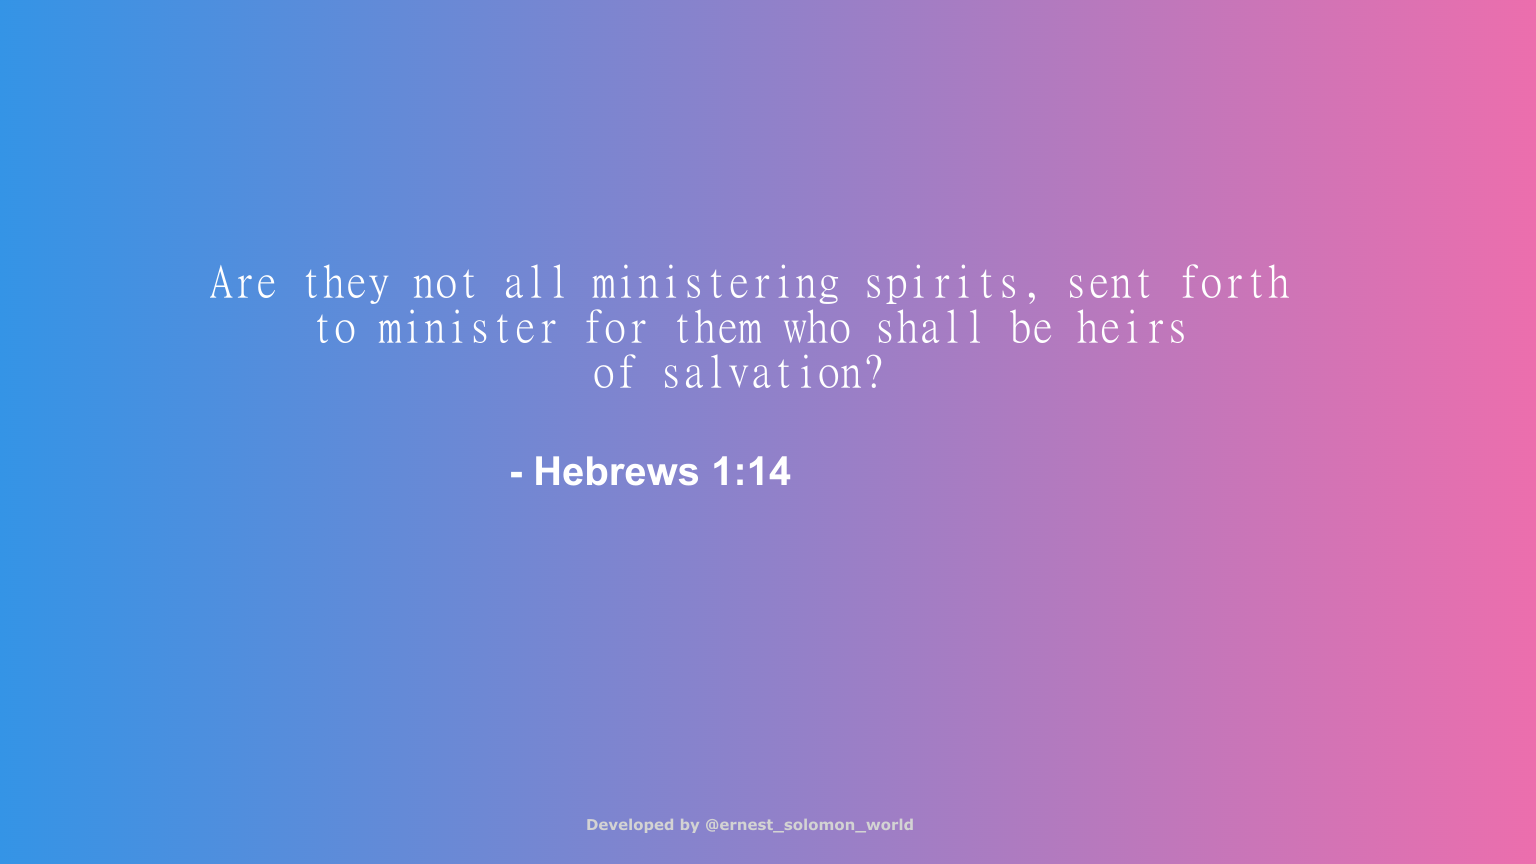 Are they not all ministering spirits, sent forth
to minister for them who shall be heirs
of salvation?
- Hebrews 1:14
Developed by @ernest_solomon_world